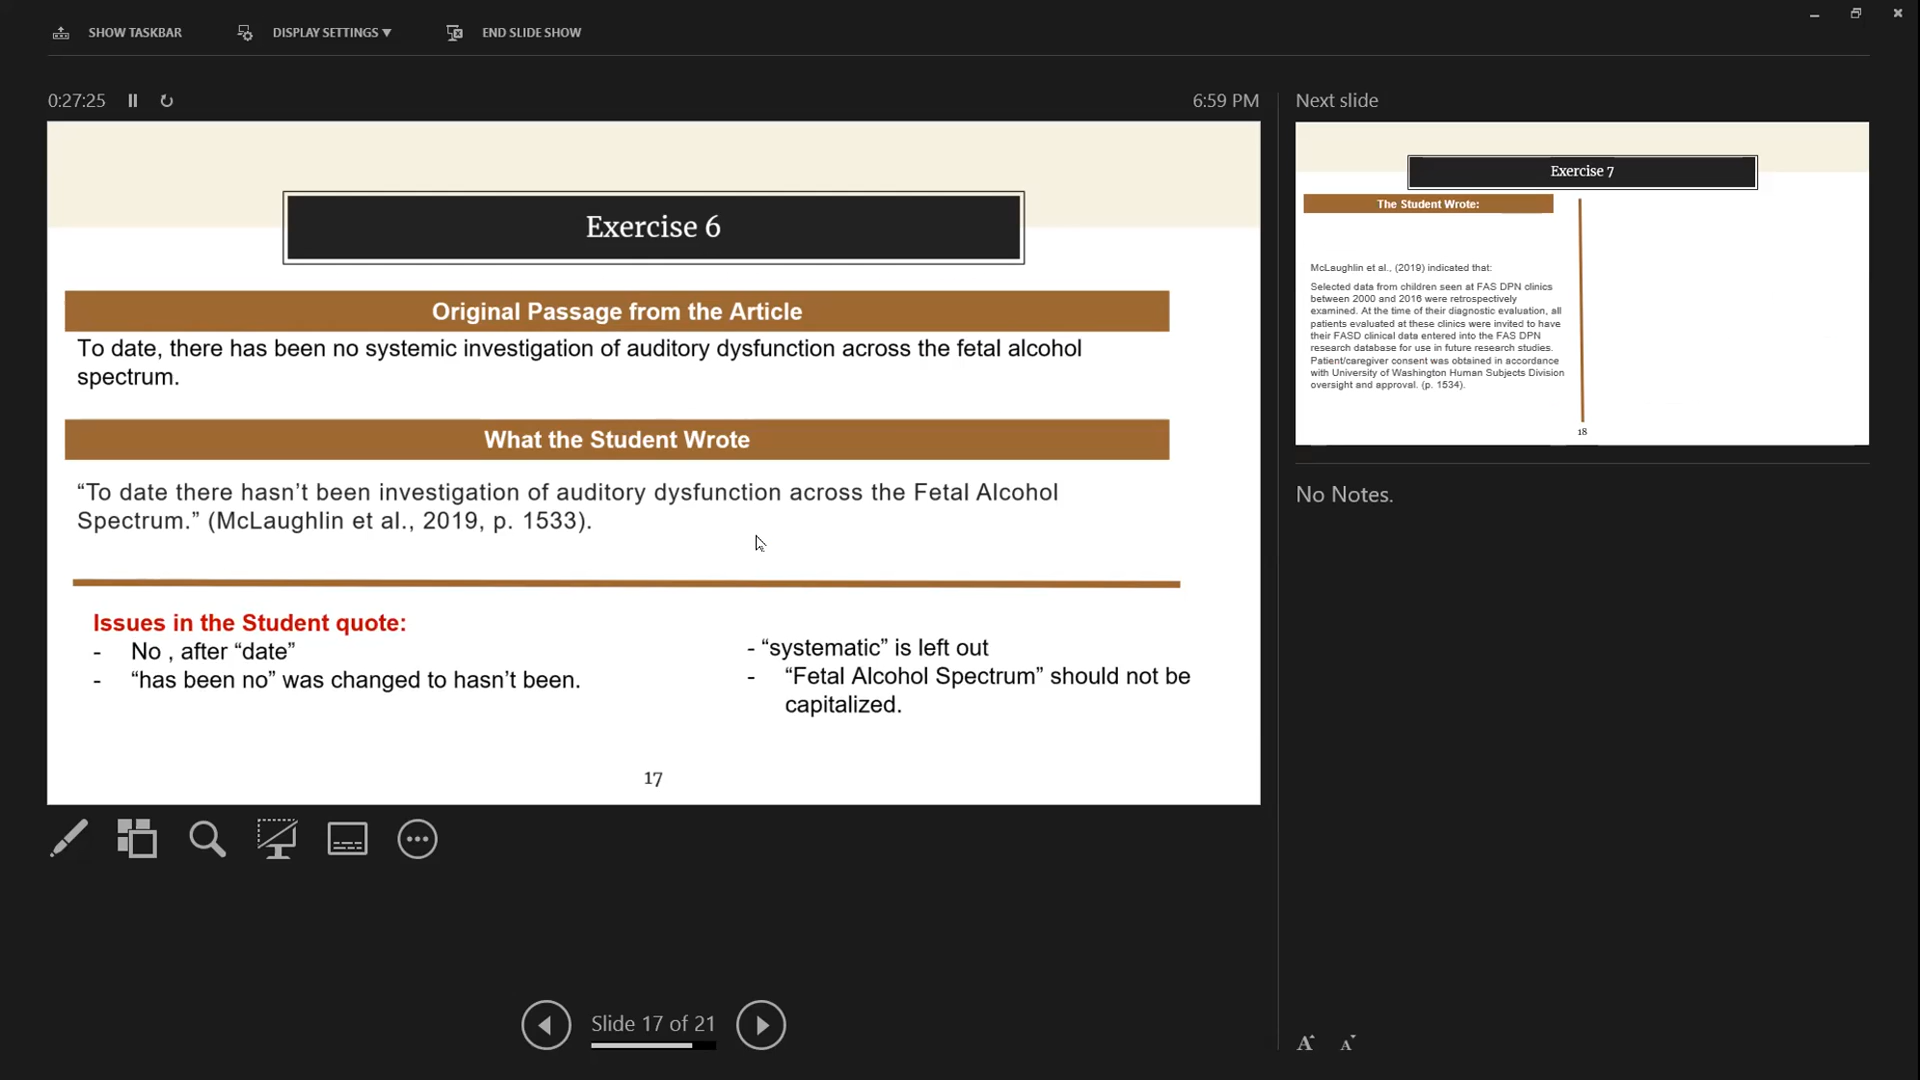 SHOW TASKBAR
DISPLAY SETTINGS ▼
END SLIDE SHOW
0:27:25
6:59 PM
Exercise 6
Original Passage from the Article
To date, there has been no systemic investigation of auditory dysfunction across the fetal alcohol
spectrum.
What the Student Wrote
“To date there hasn’t been investigation of auditory dysfunction across the Fetal Alcohol
Spectrum.” (McLaughlin et al., 2019, p. 1533).
Issues in the Student quote:
- No , after “date”
- “has been no” was changed to hasn’t been.
- “systematic” is left out
- “Fetal Alcohol Spectrum” should not be
capitalized.
17
Slide 17 of 21
Next slide
Exercise 7
The Student Wrote:
McLaughlin et al., (2019) indicated that:
Selected data from children seen at FAS DPN clinics
between 2000 and 2016 were retrospectively
examined. At the time of their diagnostic evaluation, all
patients evaluated at these clinics were invited to have
their FASD clinical data entered into the FAS DPN
research database for use in future research studies.
Patient/caregiver consent was obtained in accordance
with University of Washington Human Subjects Division
oversight and approval. (p. 1534).
18
No Notes.
A A